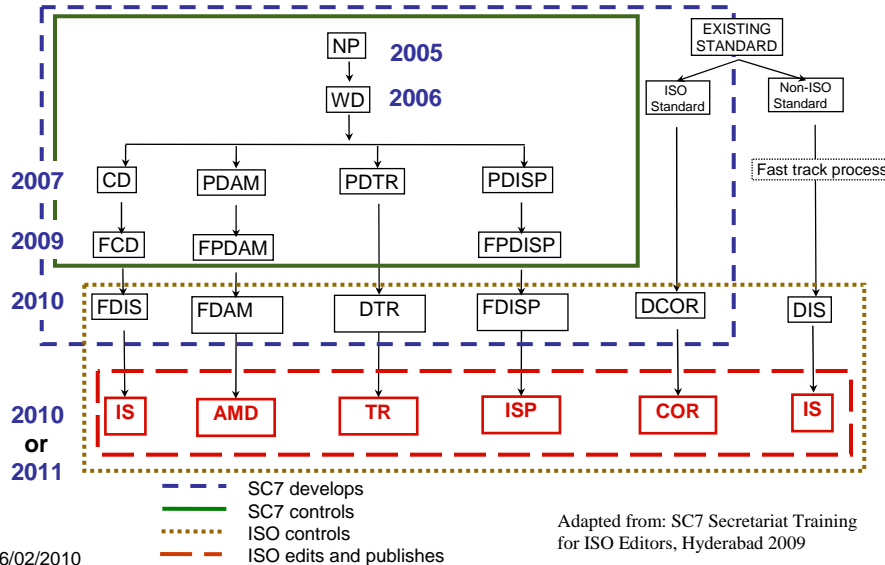 NP
2005
EXISTING
STANDARD
WD
2006
ISO
Standard
Non-ISO
Standard
2007
CD
PDAM
PDTR
PDISP
Fast track process
2009
FCD
FPDAM
FPDISP
2010
FDIS
FDAM
DTR
FDISP
DCOR
DIS
IS
AMD
TR
ISP
COR
IS
2010
or
2011
SC7 develops
SC7 controls
ISO controls
ISO edits and publishes
Adapted from: SC7 Secretariat Training
for ISO Editors, Hyderabad 2009
6/02/2010